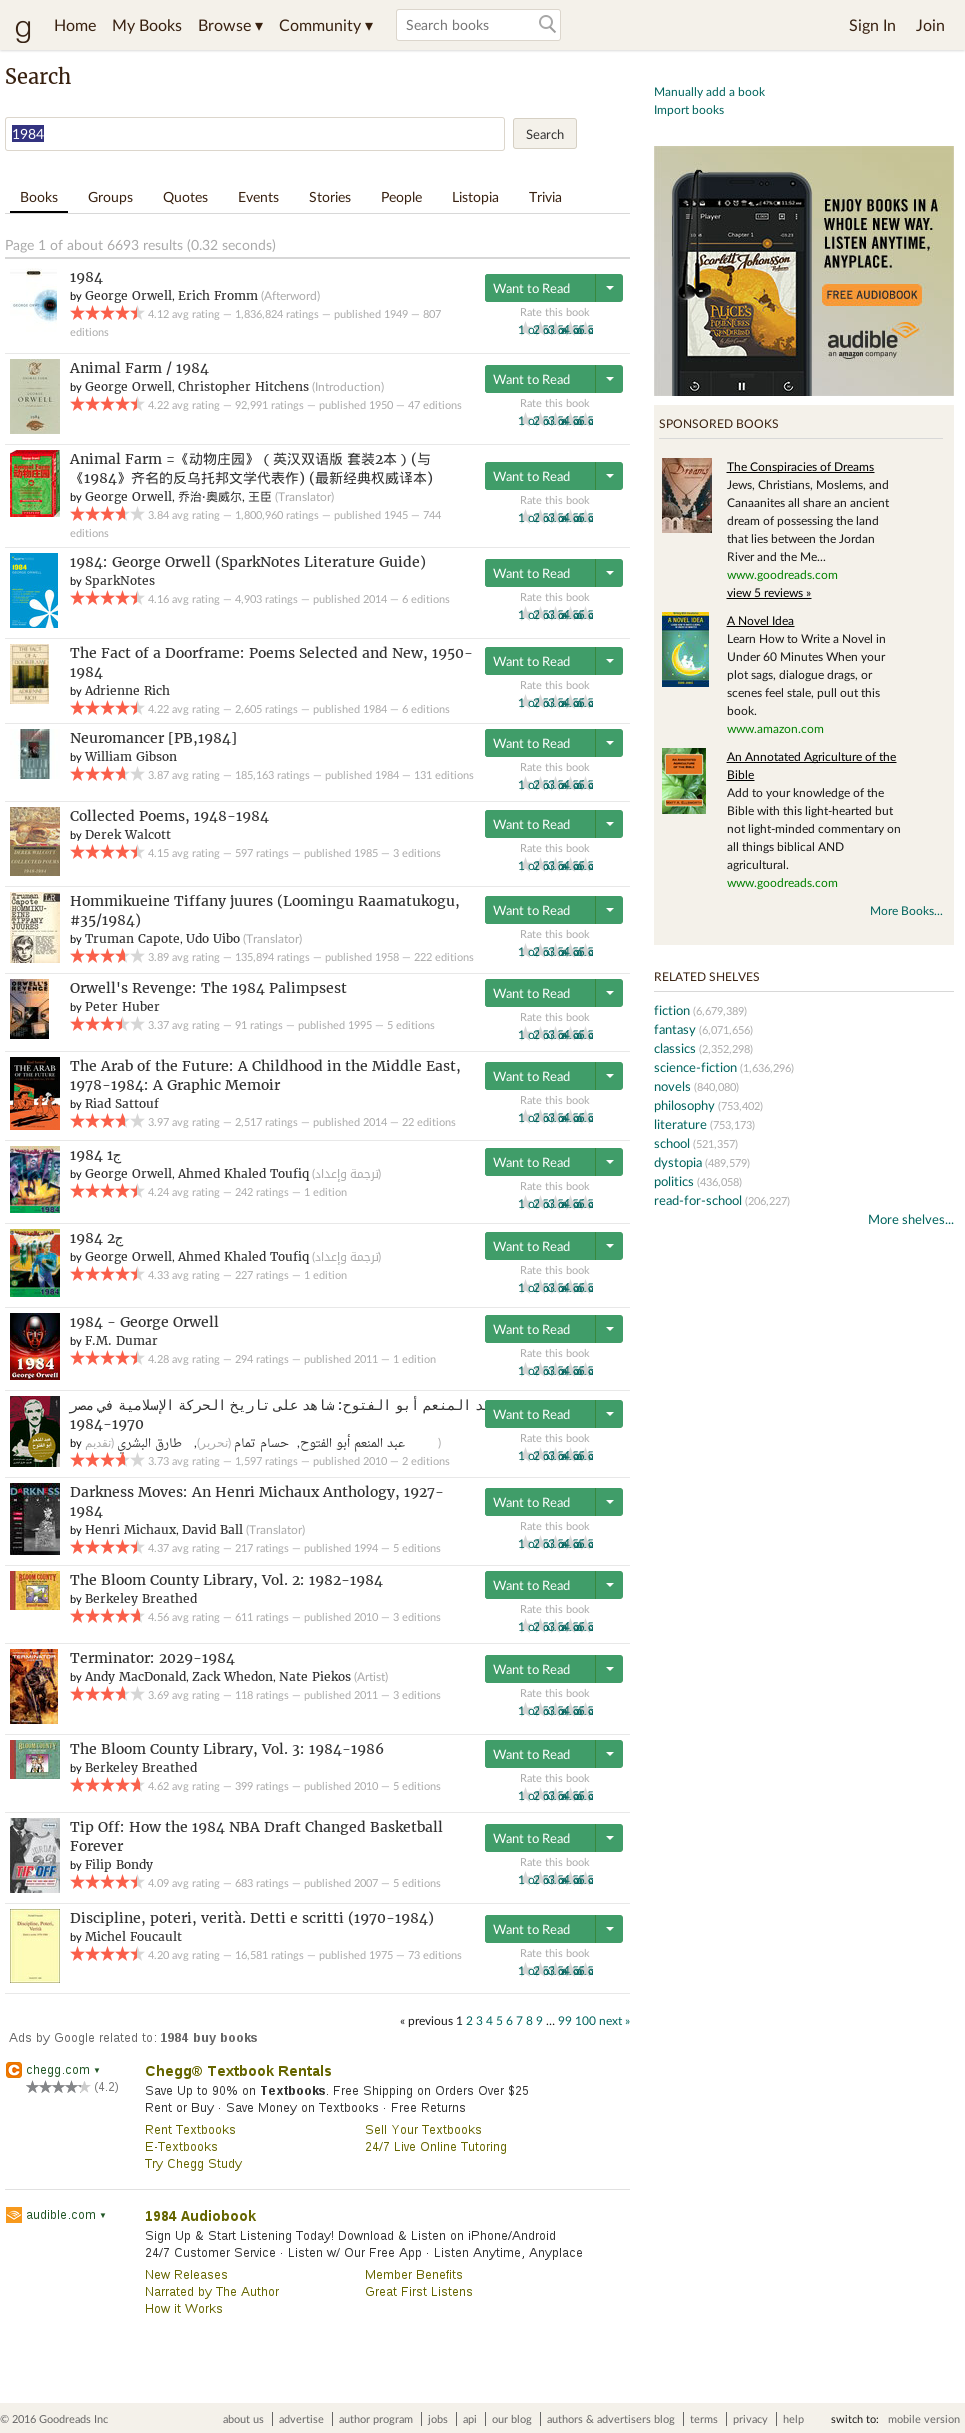 g Home My Books Browse ▾ Community ▾ Search books Sign In Join
Search
1984 Search
Books Groups Quotes Events Stories People Listopia Trivia
Page 1 of about 6693 results (0.32 seconds)
1984
by George Orwell, Erich Fromm (Afterword)
4.12 avg rating — 1,836,824 ratings — published 1949 — 807
editions
Want to Read
Rate this book
Animal Farm / 1984
by George Orwell, Christopher Hitchens (Introduction)
4.22 avg rating — 92,991 ratings — published 1950 — 47 editions
Want to Read
Rate this book
Animal Farm =《动物庄园》（英汉双语版 套装2本）(与
《1984》齐名的反乌托邦文学代表作) (最新经典权威译本)
by George Orwell, 乔治·奥威尔, 王臣 (Translator)
3.84 avg rating — 1,800,960 ratings — published 1945 — 744
editions
Want to Read
Rate this book
1984: George Orwell (SparkNotes Literature Guide)
by SparkNotes
4.16 avg rating — 4,903 ratings — published 2014 — 6 editions
Want to Read
Rate this book
The Fact of a Doorframe: Poems Selected and New, 1950-
1984
by Adrienne Rich
4.22 avg rating — 2,605 ratings — published 1984 — 6 editions
Want to Read
Rate this book
Neuromancer [PB,1984]
by William Gibson
3.87 avg rating — 185,163 ratings — published 1984 — 131 editions
Want to Read
Rate this book
Collected Poems, 1948-1984
by Derek Walcott
4.15 avg rating — 597 ratings — published 1985 — 3 editions
Want to Read
Rate this book
Hommikueine Tiffany juures (Loomingu Raamatukogu,
#35/1984)
by Truman Capote, Udo Uibo (Translator)
3.89 avg rating — 135,894 ratings — published 1958 — 222 editions
Want to Read
Rate this book
Orwell's Revenge: The 1984 Palimpsest
by Peter Huber
3.37 avg rating — 91 ratings — published 1995 — 5 editions
Want to Read
Rate this book
The Arab of the Future: A Childhood in the Middle East,
1978-1984: A Graphic Memoir
by Riad Sattouf
3.97 avg rating — 2,517 ratings — published 2014 — 22 editions
Want to Read
Rate this book
1984 ج1
by George Orwell, Ahmed Khaled Toufiq (ترجمة وإعداد)
4.24 avg rating — 242 ratings — 1 edition
Want to Read
Rate this book
1984 ج2
by George Orwell, Ahmed Khaled Toufiq (ترجمة وإعداد)
4.33 avg rating — 227 ratings — 1 edition
Want to Read
Rate this book
1984 - George Orwell
by F.M. Dumar
4.28 avg rating — 294 ratings — published 2011 — 1 edition
Want to Read
Rate this book
المنعم أبو الفتوح: شاهد على تاريخ الحركة الإسلامية في مصر
1984-1970
by عبد المنعم أبو الفتوح, حسام تمام (تحرير), طارق البشري (تقديم)
3.73 avg rating — 1,597 ratings — published 2010 — 2 editions
Want to Read
Rate this book
Darkness Moves: An Henri Michaux Anthology, 1927-
1984
by Henri Michaux, David Ball (Translator)
4.37 avg rating — 217 ratings — published 1994 — 5 editions
Want to Read
Rate this book
The Bloom County Library, Vol. 2: 1982-1984
by Berkeley Breathed
4.56 avg rating — 611 ratings — published 2010 — 3 editions
Want to Read
Rate this book
Terminator: 2029-1984
by Andy MacDonald, Zack Whedon, Nate Piekos (Artist)
3.69 avg rating — 118 ratings — published 2011 — 3 editions
Want to Read
Rate this book
The Bloom County Library, Vol. 3: 1984-1986
by Berkeley Breathed
4.62 avg rating — 399 ratings — published 2010 — 5 editions
Want to Read
Rate this book
Tip Off: How the 1984 NBA Draft Changed Basketball
Forever
by Filip Bondy
4.09 avg rating — 683 ratings — published 2007 — 5 editions
Want to Read
Rate this book
Discipline, poteri, verità. Detti e scritti (1970-1984)
by Michel Foucault
4.20 avg rating — 16,581 ratings — published 1975 — 73 editions
Want to Read
Rate this book
« previous 1 2 3 4 5 6 7 8 9 … 99 100 next »
Ads by Google related to: 1984 buy books
chegg.com ▾
(4.2)
Chegg® Textbook Rentals
Save Up to 90% on Textbooks. Free Shipping on Orders Over $25
Rent or Buy · Save Money on Textbooks · Free Returns
Rent Textbooks Sell Your Textbooks
E-Textbooks 24/7 Live Online Tutoring
Try Chegg Study
audible.com ▾
1984 Audiobook
Sign Up & Start Listening Today! Download & Listen on iPhone/Android
24/7 Customer Service · Listen w/ Our Free App · Listen Anytime, Anyplace
New Releases Member Benefits
Narrated by The Author Great First Listens
How it Works
Manually add a book
Import books
47% 11:52 AM
Player
Chapter 1
Scarlett Johansson
ALICE'S
ADVENTURES
WONDERLAND
ENJOY BOOKS IN A
WHOLE NEW WAY.
LISTEN ANYTIME,
ANYPLACE.
FREE AUDIOBOOK
audible
an amazon company
SPONSORED BOOKS
The Conspiracies of Dreams
Jews, Christians, Moslems, and
Canaanites all share an ancient
dream of possessing the land
that lies between the Jordan
River and the Me...
www.goodreads.com
view 5 reviews »
A Novel Idea
Learn How to Write a Novel in
Under 60 Minutes When your
plot sags, dialogue drags, or
scenes feel stale, pull out this
book.
www.amazon.com
An Annotated Agriculture of the
Bible
Add to your knowledge of the
Bible with this light-hearted but
not light-minded commentary on
all things biblical AND
agricultural.
www.goodreads.com
More Books...
RELATED SHELVES
fiction (6,679,389)
fantasy (6,071,656)
classics (2,352,298)
science-fiction (1,636,296)
novels (840,080)
philosophy (753,402)
literature (753,173)
school (521,357)
dystopia (489,579)
politics (436,058)
read-for-school (206,227)
More shelves...
© 2016 Goodreads Inc about us advertise author program jobs api our blog authors & advertisers blog terms privacy help switch to: mobile version